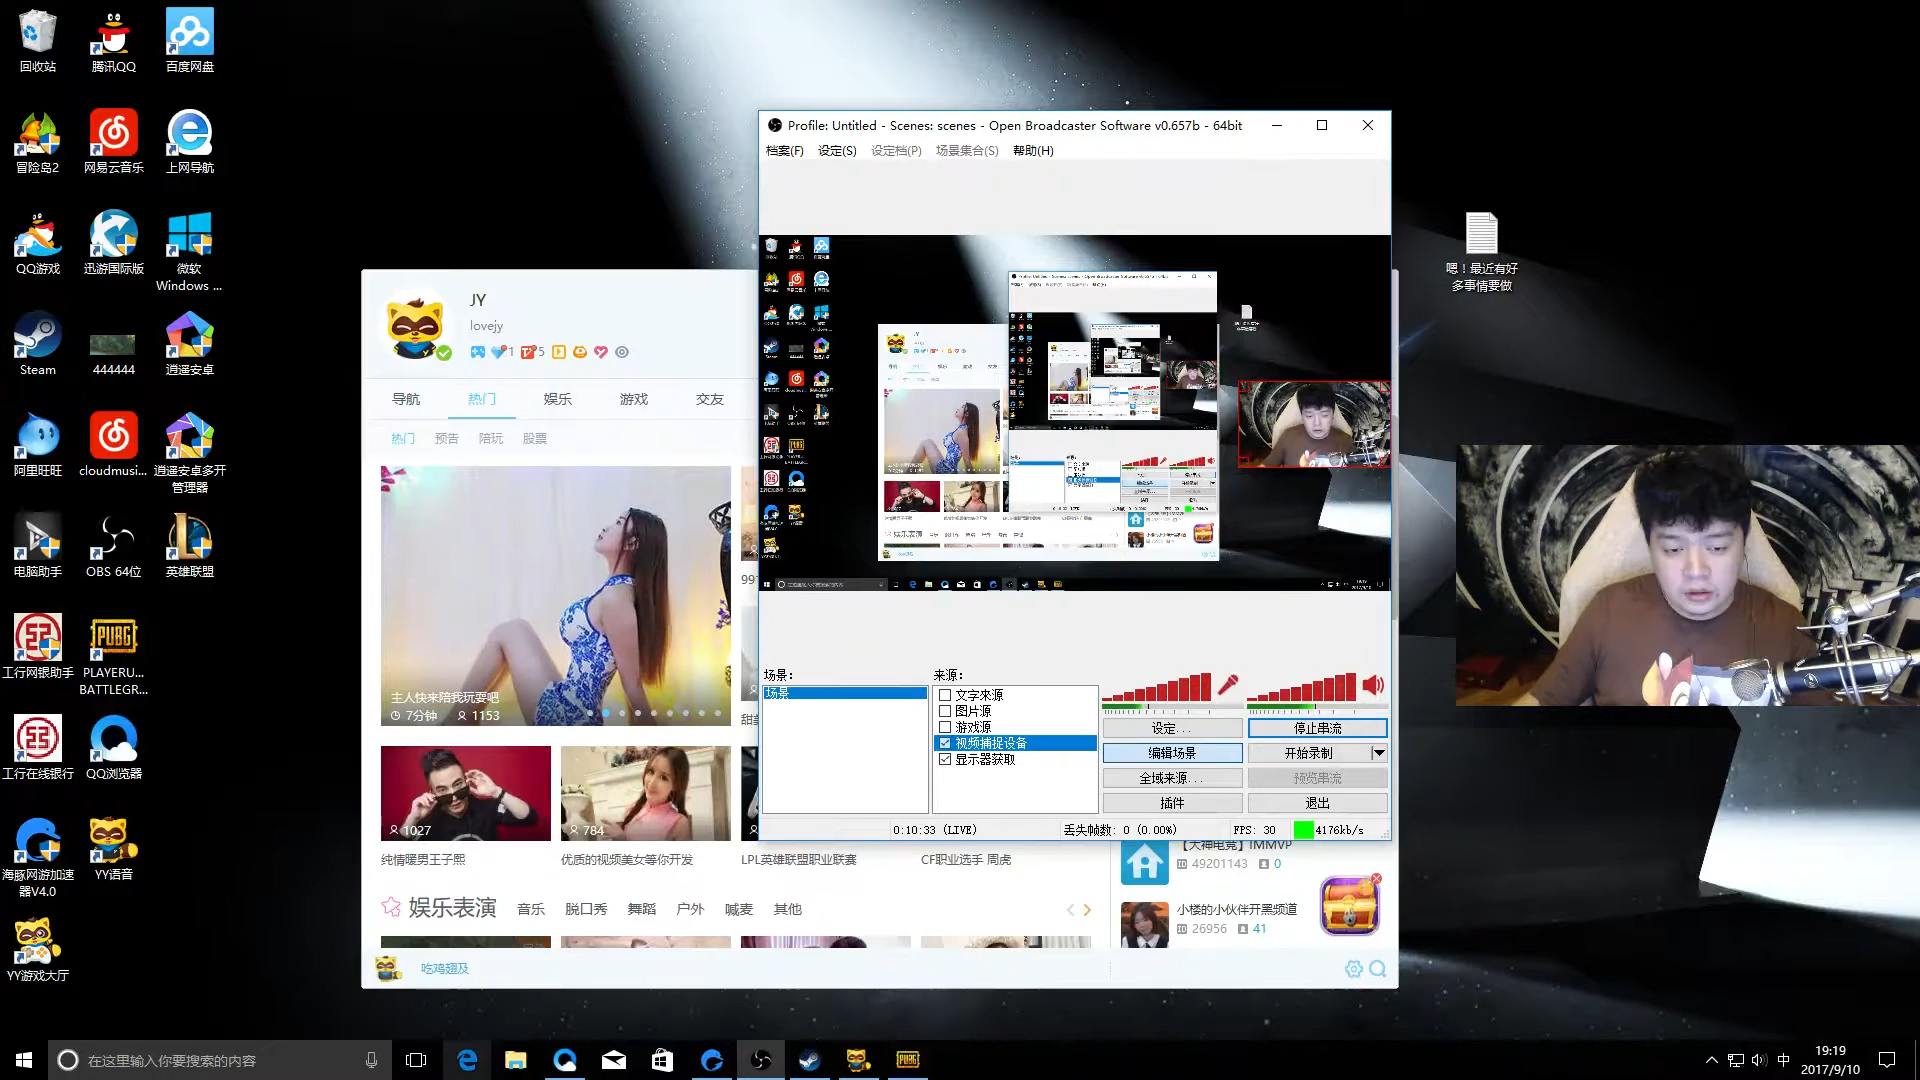 回收站
腾讯QQ
百度网盘
冒险岛2
网易云音乐
上网导航
QQ游戏
迅游国际版
微软
Windows ...
Steam
444444
逍遥安卓
阿里旺旺
cloudmusi...
逍遥安卓多开
管理器
电脑助手
OBS 64位
英雄联盟
工行网银助手
PLAYERU...
BATTLEGR...
工行在线银行
QQ浏览器
海豚网游加速
器V4.0
YY语音
YY游戏大厅
嗯！最近有好
多事情要做
JY
lovejy
1
5
导航
热门
娱乐
游戏
交友
热门
预告
陪玩
股票
主人快来陪我玩耍吧
7分钟
1153
1027
784
纯情暖男王子熙
优质的视频美女等你开发
LPL英雄联盟职业联赛
CF职业选手 周虎
娱乐表演
音乐
脱口秀
舞蹈
户外
喊麦
其他
【大神电竞】IMMVP
ID 49201143
0
小楼的小伙伴开黑频道
ID 26956
41
吃鸡翅及
Profile: Untitled - Scenes: scenes - Open Broadcaster Software v0.657b - 64bit
档案(F)
设定(S)
设定档(P)
场景集合(S)
帮助(H)
场景:
场景
来源:
文字來源
图片源
游戏源
视频捕捉设备
显示器获取
设定...
停止串流
编辑场景
开始录制
全域来源...
预览串流
插件
退出
0:10:33 (LIVE)
丢失帧数: 0 (0.00%)
FPS: 30
4176kb/s
在这里输入你要搜索的内容
中
19:19
2017/9/10